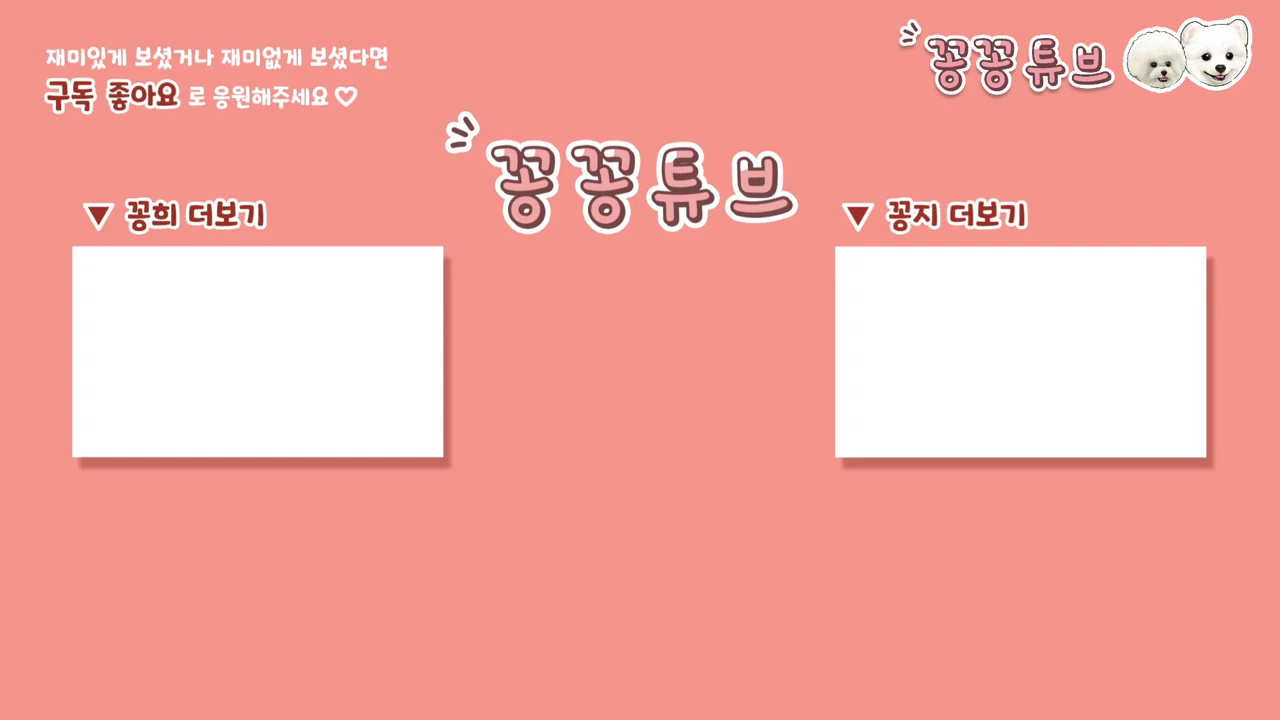 재미있게 보셨거나 재미없게 보셨다면
구독 좋아요 로 응원해주세요 ♡
꽁꽁튜브
꽁꽁튜브
▼ 꽁희 더보기
▼ 꽁지 더보기